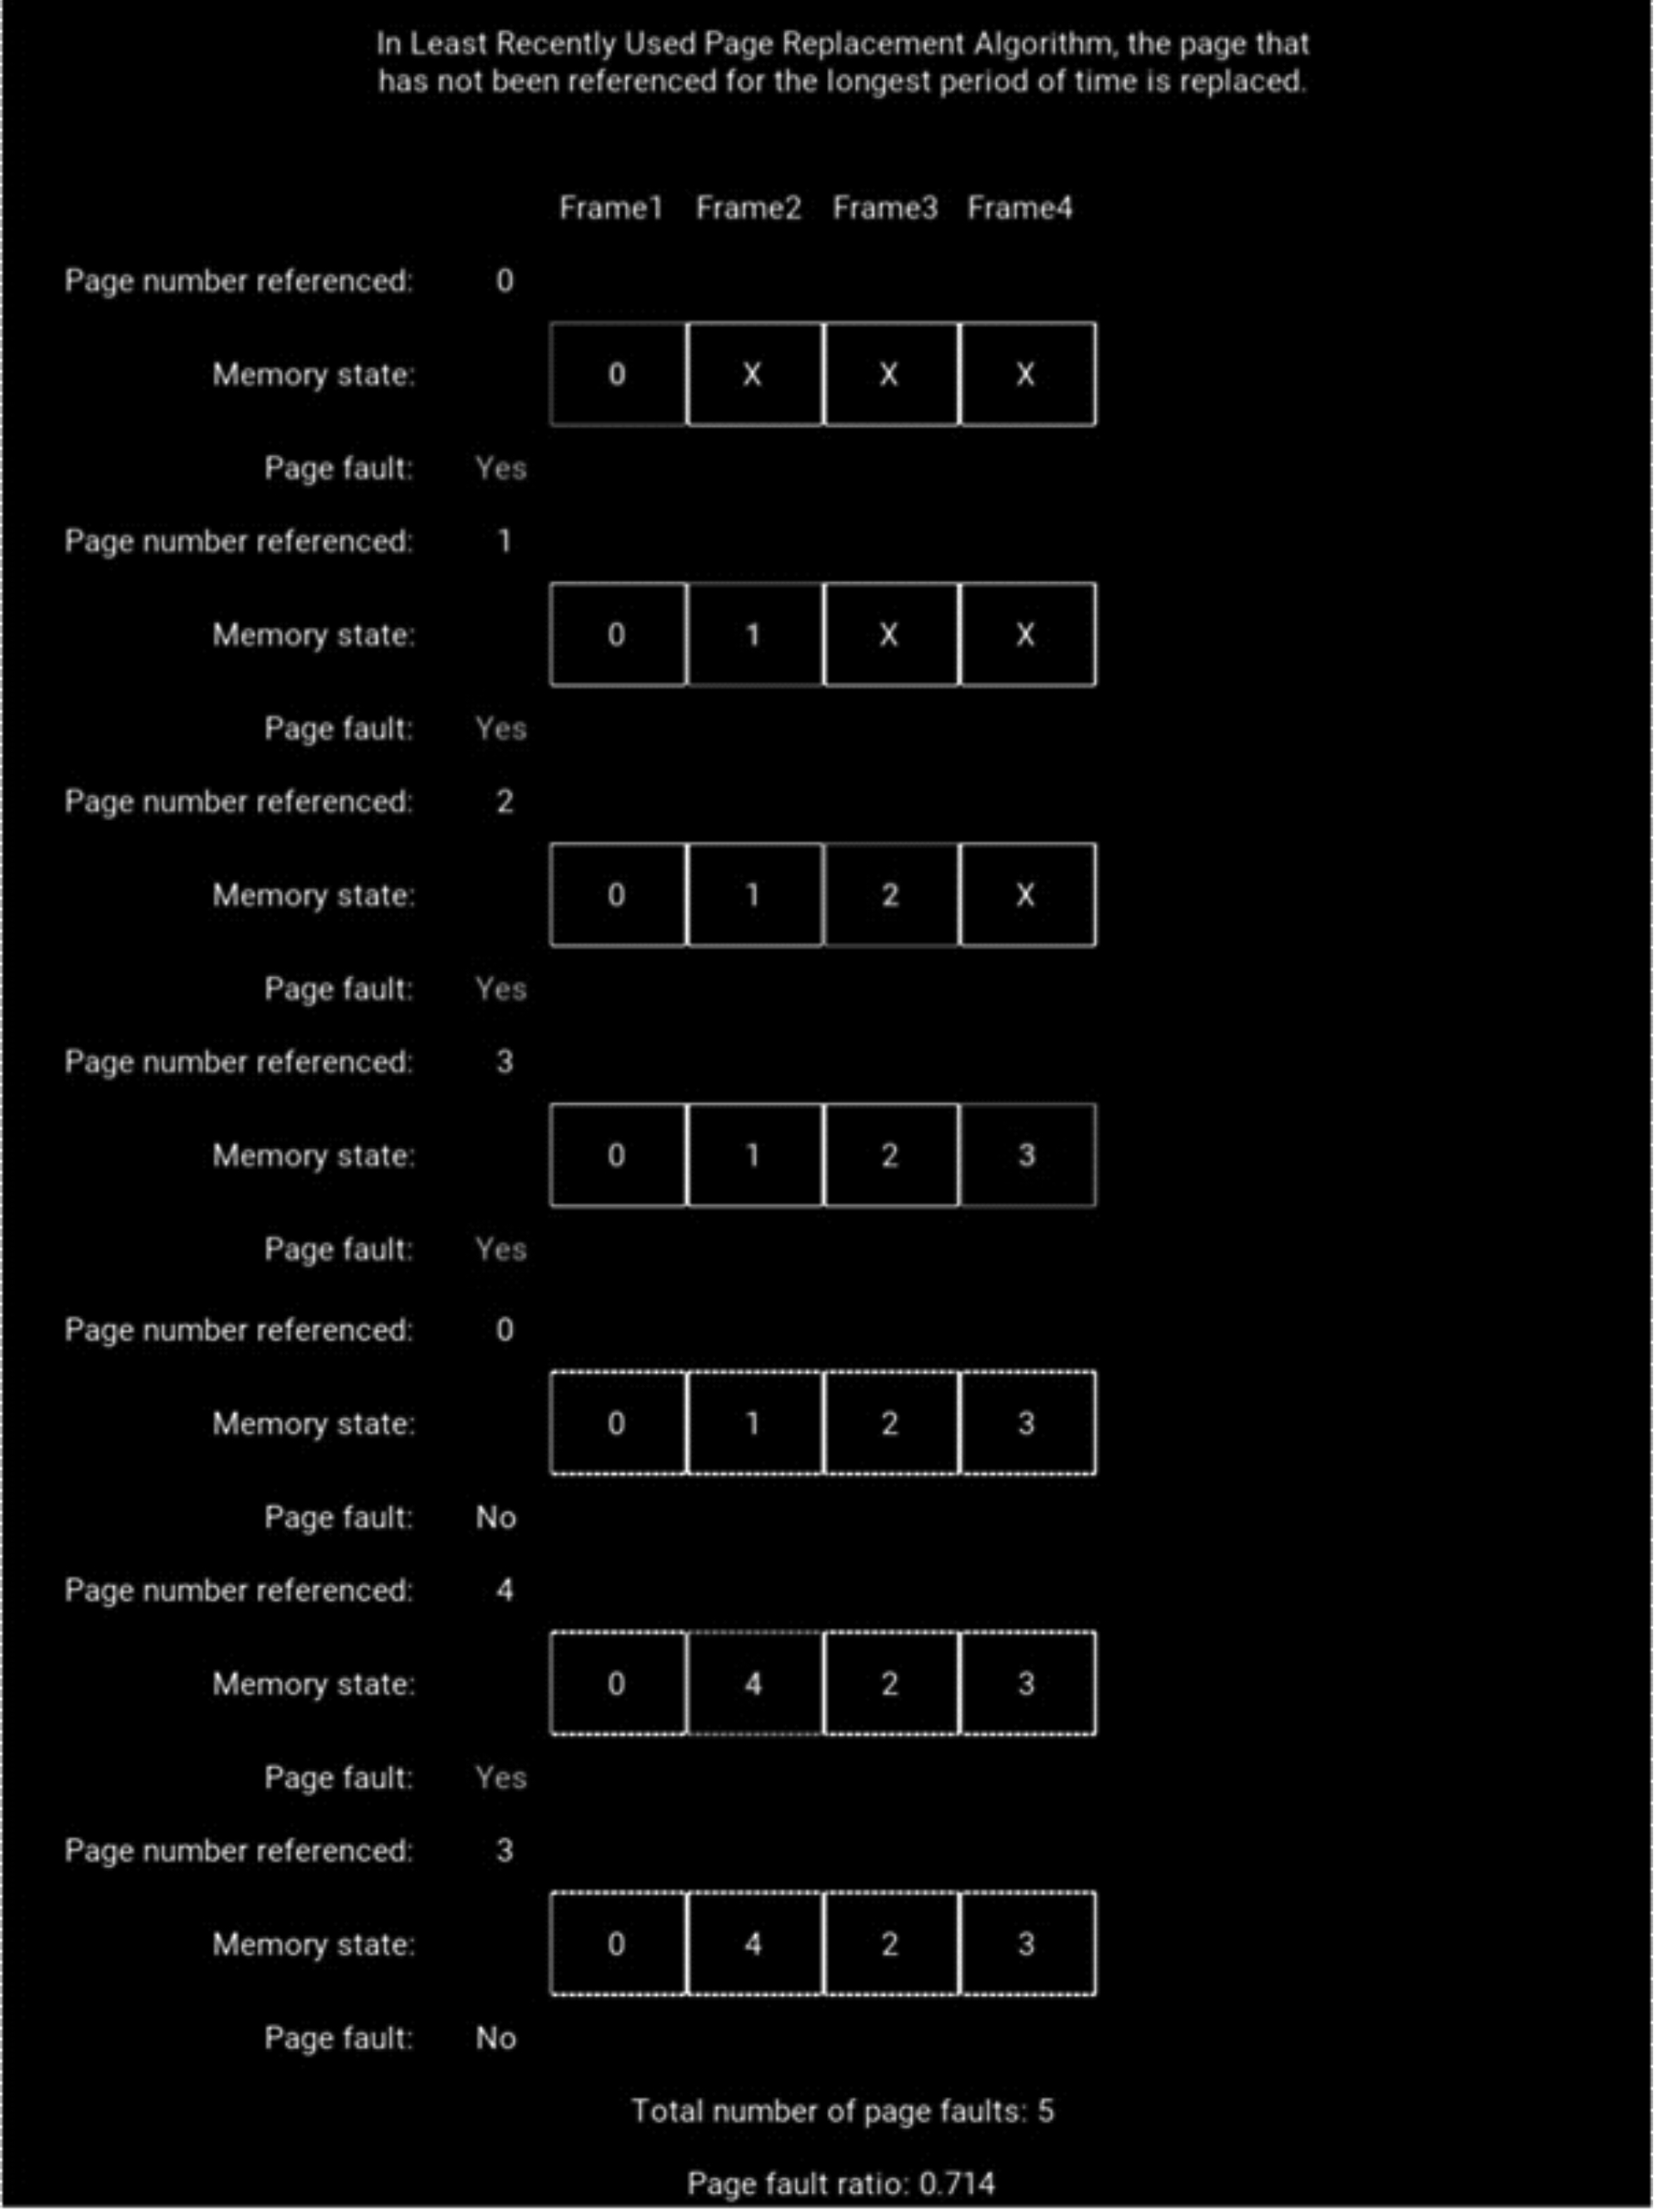 In Least Recently Used Page Replacement Algorithm, the page that
has not been referenced for the longest period of time is replaced.
Frame1 Frame2 Frame3 Frame4
Page number referenced: 0
Memory state: 0 X X X
Page fault: Yes
Page number referenced: 1
Memory state: 0 1 X X
Page fault: Yes
Page number referenced: 2
Memory state: 0 1 2 X
Page fault: Yes
Page number referenced: 3
Memory state: 0 1 2 3
Page fault: Yes
Page number referenced: 0
Memory state: 0 1 2 3
Page fault: No
Page number referenced: 4
Memory state: 0 4 2 3
Page fault: Yes
Page number referenced: 3
Memory state: 0 4 2 3
Page fault: No
Total number of page faults: 5
Page fault ratio: 0.714